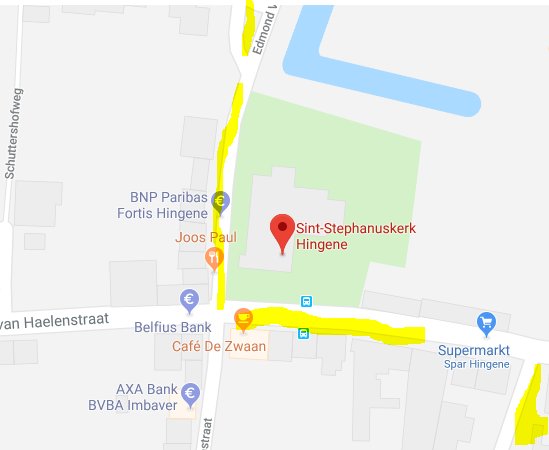 Edmond V
Schuttershofweg
BNP Paribas
Fortis Hingene
Joos Paul
Sint-Stephanuskerk
Hingene
van Haelenstraat
Belfius Bank
Café De Zwaan
Supermarkt
Spar Hingene
AXA Bank
BVBA Imbaver
straat